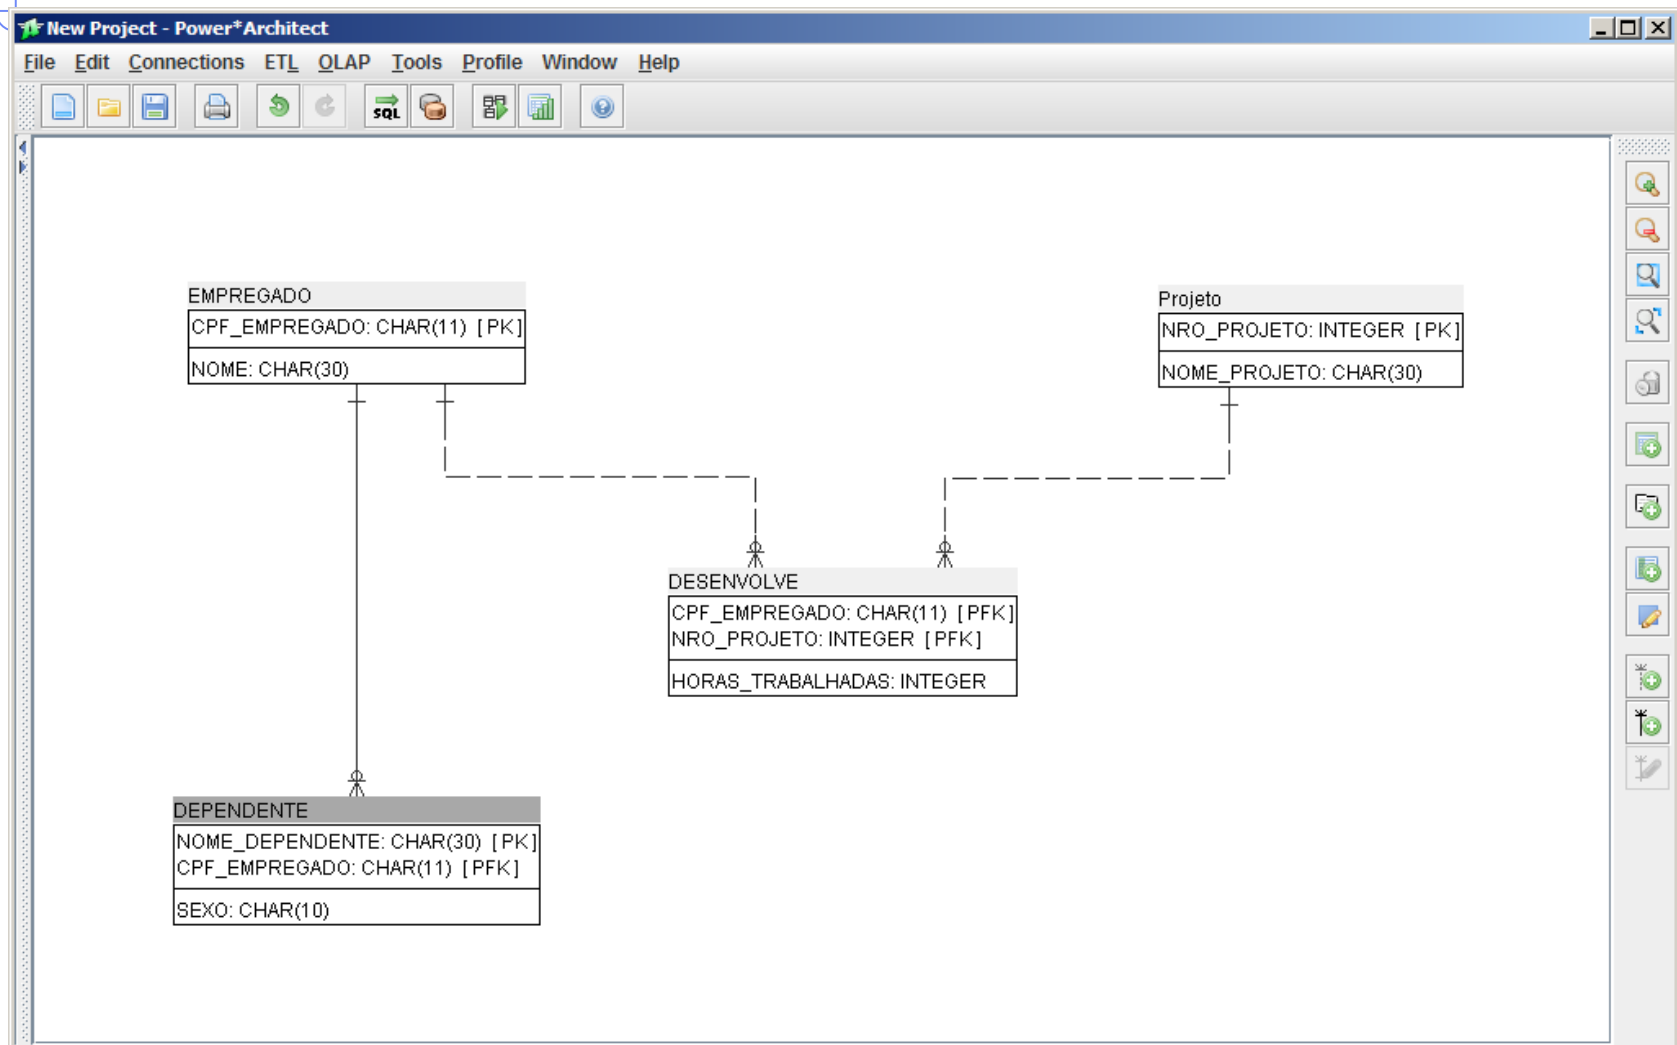 New Project - Power*Architect
File Edit Connections ETL OLAP Tools Profile Window Help
SQL
EMPREGADO
CPF_EMPREGADO: CHAR(11) [PK]
NOME: CHAR(30)
Projeto
NRO_PROJETO: INTEGER [PK]
NOME_PROJETO: CHAR(30)
DESENVOLVE
CPF_EMPREGADO: CHAR(11) [PFK]
NRO_PROJETO: INTEGER [PFK]
HORAS_TRABALHADAS: INTEGER
DEPENDENTE
NOME_DEPENDENTE: CHAR(30) [PK]
CPF_EMPREGADO: CHAR(11) [PFK]
SEXO: CHAR(10)